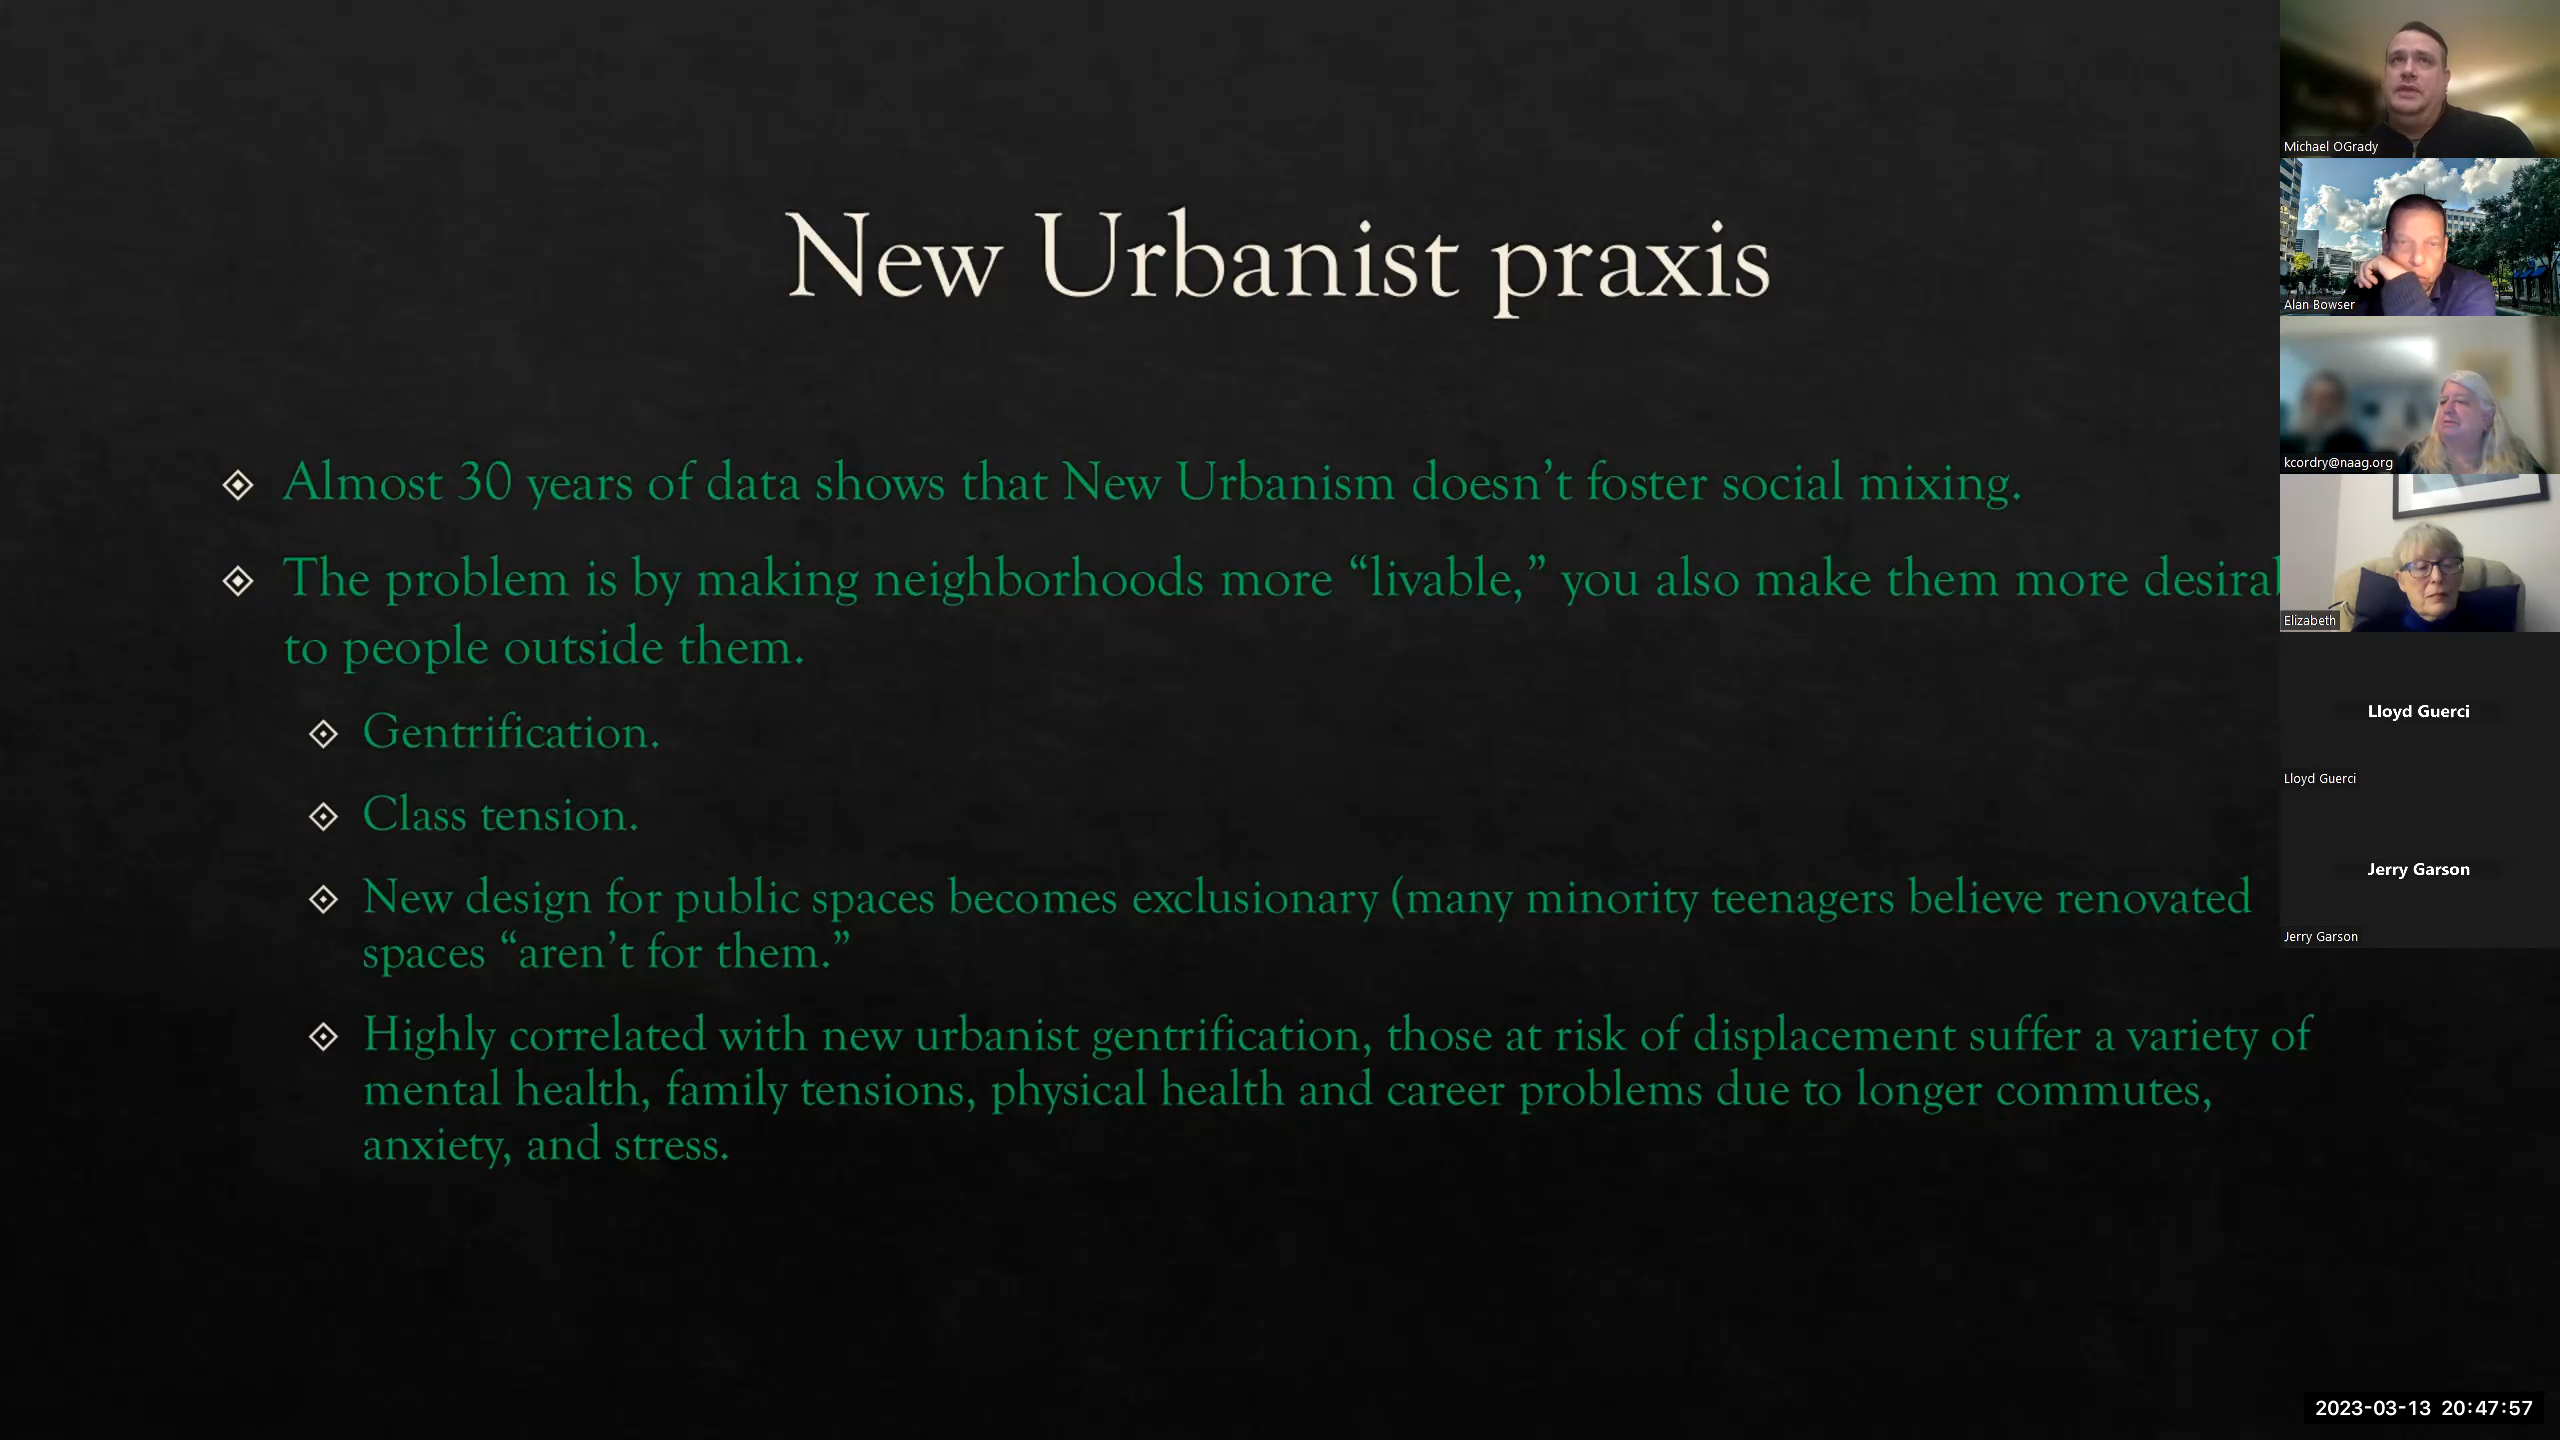 New Urbanist praxis
Almost 30 years of data shows that New Urbanism doesn’t foster social mixing.
The problem is by making neighborhoods more “livable,” you also make them more
to people outside them.
Gentrification.
Class tension.
New design for public spaces becomes exclusionary (many minority teenagers believe renovated
spaces “aren’t for them.”
Highly correlated with new urbanist gentrification, those at risk of displacement suffer a variety of
mental health, family tensions, physical health and career problems due to longer commutes,
anxiety, and stress.
Michael OGrady
Alan Bowser
kcordry@naag.org
Elizabeth
Lloyd Guerci
Lloyd Guerci
Jerry Garson
Jerry Garson
2023-03-13 20:47:57